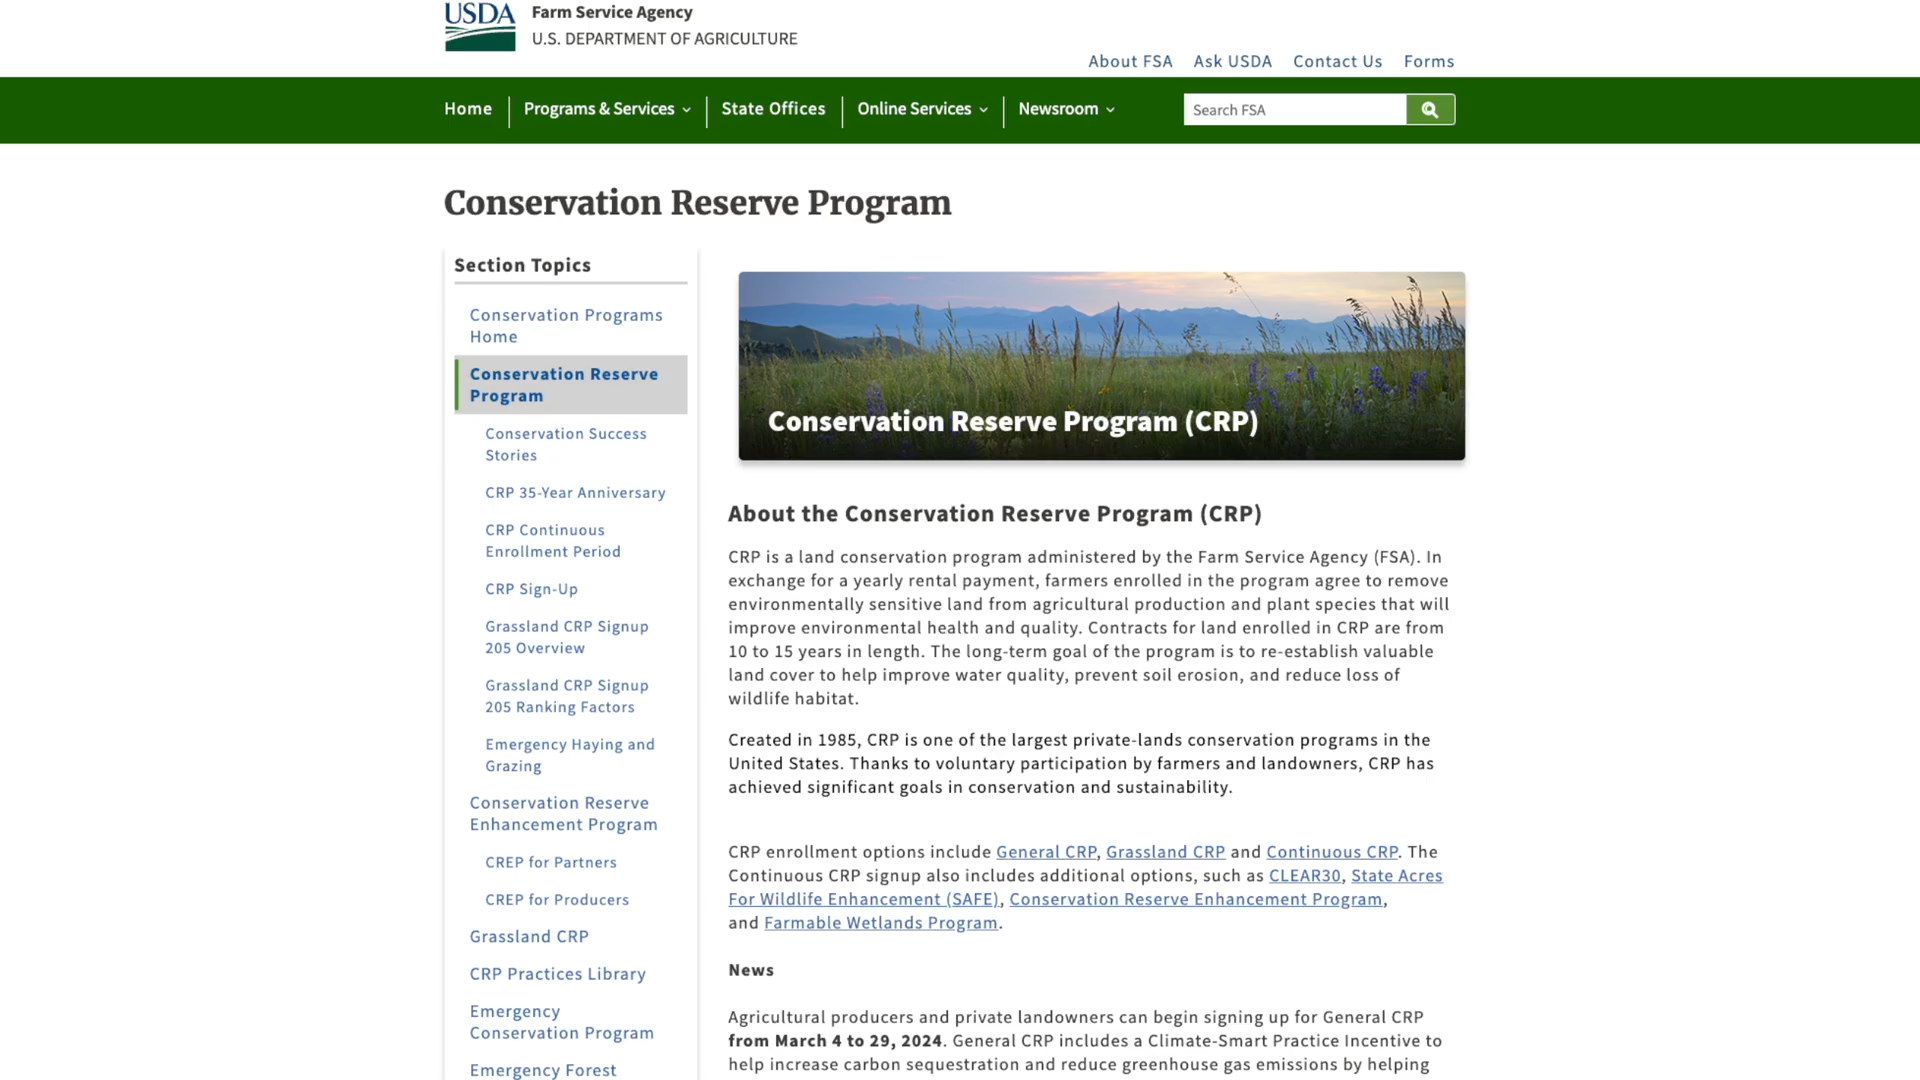 USDA
Farm Service Agency
U.S. DEPARTMENT OF AGRICULTURE
About FSA
Ask USDA
Contact Us
Forms
Home
Programs & Services
State Offices
Online Services
Newsroom
Search FSA
Conservation Reserve Program
Section Topics
Conservation Programs
Home
Conservation Reserve
Program
Conservation Success
Stories
CRP 35-Year Anniversary
CRP Continuous
Enrollment Period
CRP Sign-Up
Grassland CRP Signup
205 Overview
Grassland CRP Signup
205 Ranking Factors
Emergency Haying and
Grazing
Conservation Reserve
Enhancement Program
CREP for Partners
CREP for Producers
Grassland CRP
CRP Practices Library
Emergency
Conservation Program
Emergency Forest
Conservation Reserve Program (CRP)
About the Conservation Reserve Program (CRP)
CRP is a land conservation program administered by the Farm Service Agency (FSA). In
exchange for a yearly rental payment, farmers enrolled in the program agree to remove
environmentally sensitive land from agricultural production and plant species that will
improve environmental health and quality. Contracts for land enrolled in CRP are from
10 to 15 years in length. The long-term goal of the program is to re-establish valuable
land cover to help improve water quality, prevent soil erosion, and reduce loss of
wildlife habitat.
Created in 1985, CRP is one of the largest private-lands conservation programs in the
United States. Thanks to voluntary participation by farmers and landowners, CRP has
achieved significant goals in conservation and sustainability.
CRP enrollment options include General CRP, Grassland CRP and Continuous CRP. The
Continuous CRP signup also includes additional options, such as CLEAR30, State Acres
For Wildlife Enhancement (SAFE), Conservation Reserve Enhancement Program,
and Farmable Wetlands Program.
News
Agricultural producers and private landowners can begin signing up for General CRP
from March 4 to 29, 2024. General CRP includes a Climate-Smart Practice Incentive to
help increase carbon sequestration and reduce greenhouse gas emissions by helping